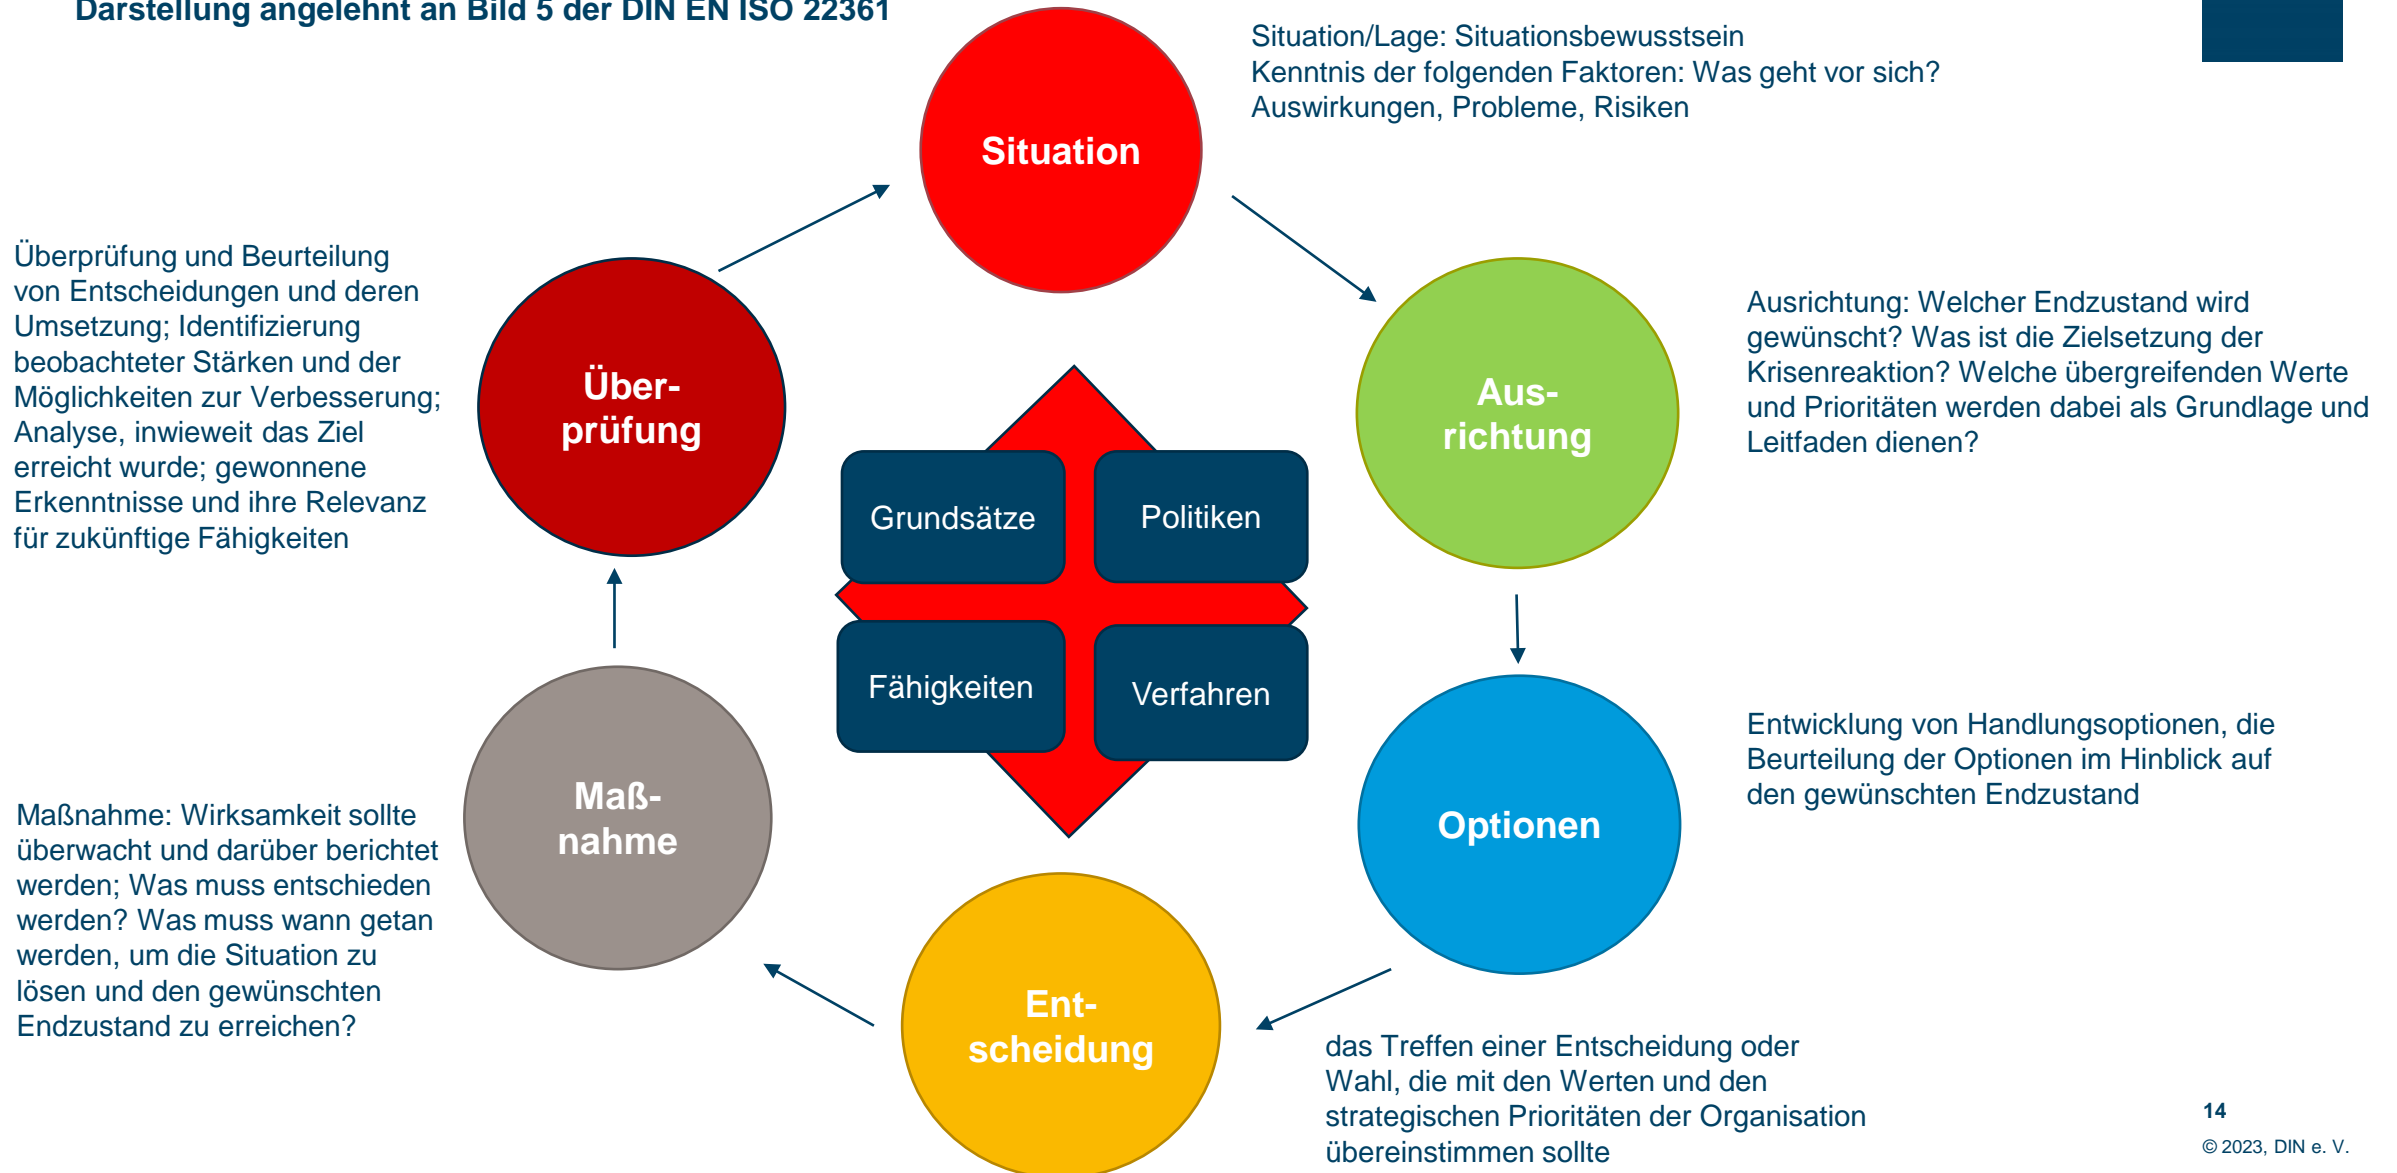 Darstellung angelehnt an Bild 5 der DIN EN ISO 22361
Situation/Lage: Situationsbewusstsein
Kenntnis der folgenden Faktoren: Was geht vor sich?
Auswirkungen, Probleme, Risiken
Situation
Ausrichtung: Welcher Endzustand wird
gewünscht? Was ist die Zielsetzung der
Krisenreaktion? Welche übergreifenden Werte
und Prioritäten werden dabei als Grundlage und
Leitfaden dienen?
Aus-
richtung
Entwicklung von Handlungsoptionen, die
Beurteilung der Optionen im Hinblick auf
den gewünschten Endzustand
Optionen
das Treffen einer Entscheidung oder
Wahl, die mit den Werten und den
strategischen Prioritäten der Organisation
übereinstimmen sollte
Ent-
scheidung
Maßnahme: Wirksamkeit sollte
überwacht und darüber berichtet
werden; Was muss entschieden
werden? Was muss wann getan
werden, um die Situation zu
lösen und den gewünschten
Endzustand zu erreichen?
Maß-
nahme
Überprüfung und Beurteilung
von Entscheidungen und deren
Umsetzung; Identifizierung
beobachteter Stärken und der
Möglichkeiten zur Verbesserung;
Analyse, inwieweit das Ziel
erreicht wurde; gewonnene
Erkenntnisse und ihre Relevanz
für zukünftige Fähigkeiten
Über-
prüfung
Grundsätze
Politiken
Fähigkeiten
Verfahren
14
© 2023, DIN e. V.